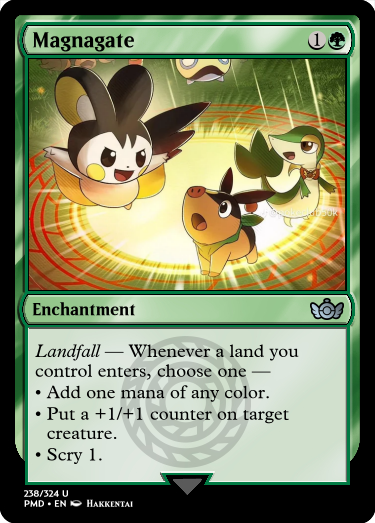 Magnagate 1
Enchantment
Landfall — Whenever a land you
control enters, choose one —
• Add one mana of any color.
• Put a +1/+1 counter on target
creature.
• Scry 1.
238/324 U
PMD • EN HAKKENTAI